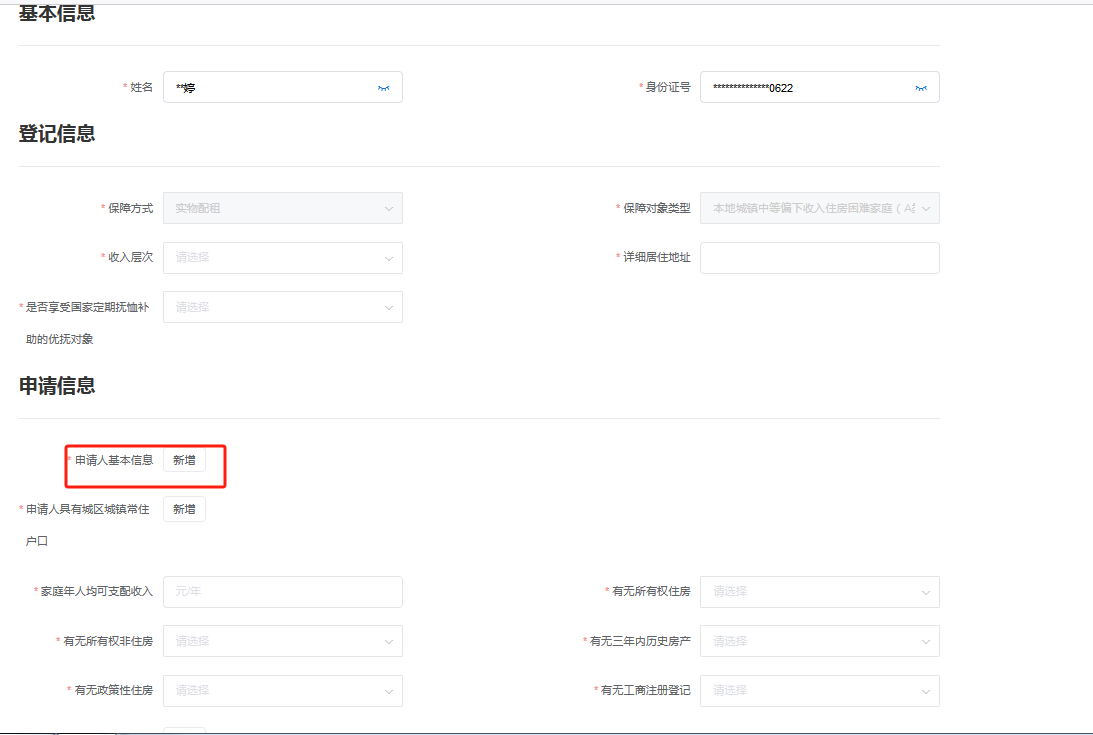 基本信息
* 姓名 **婷
* 身份证号 **************0622
登记信息
* 保障方式 实物配租
* 保障对象类型 本地城镇中等偏下收入住房困难家庭（A
* 收入层次 请选择
* 详细居住地址
* 是否享受国家定期抚恤补
助的优抚对象
请选择
申请信息
* 申请人基本信息 新增
* 申请人具有城区城镇常住
户口
新增
* 家庭年人均可支配收入 元/年
* 有无所有权住房 请选择
* 有无所有权非住房 请选择
* 有无三年内历史房产 请选择
* 有无政策性住房 请选择
* 有无工商注册登记 请选择